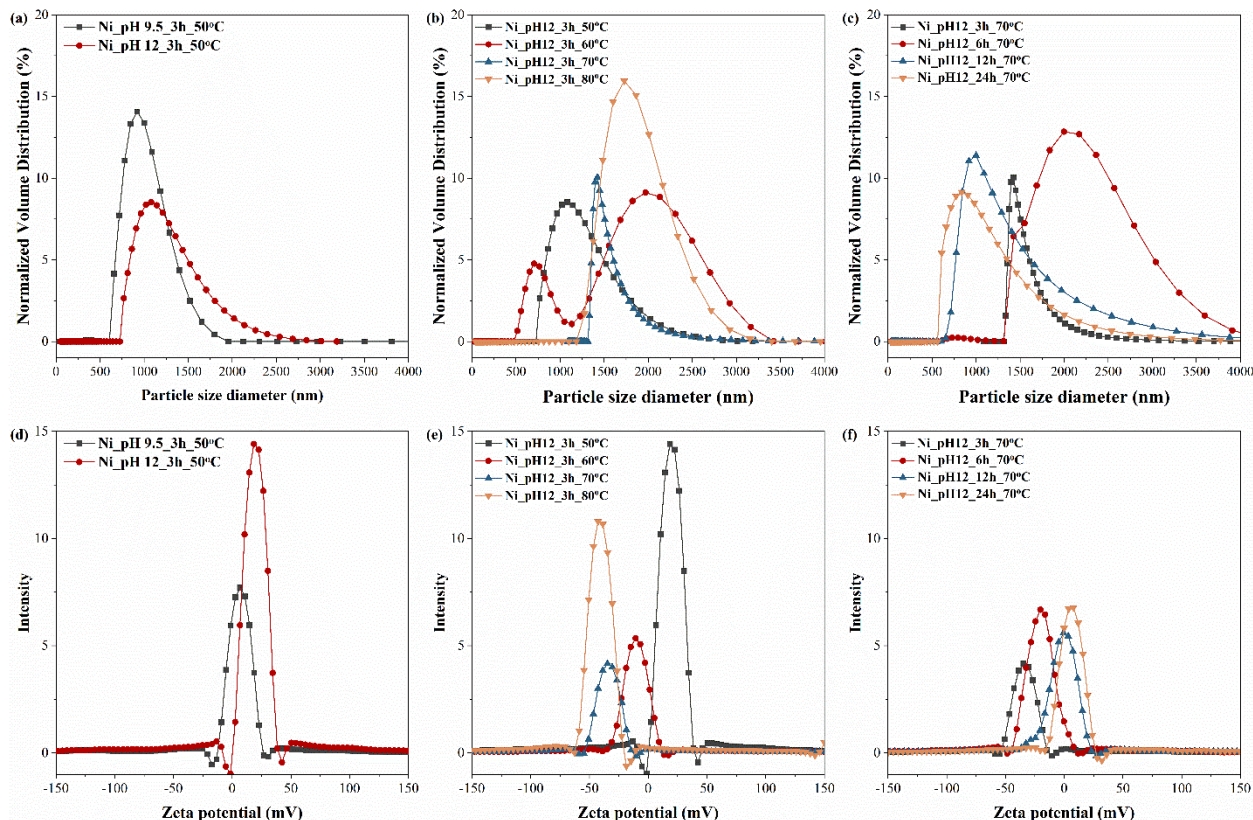 (a)
Ni_pH 9.5_3h_50°C
Ni_pH 12_3h_50°C
Normalized Volume Distribution (%)
20
15
10
5
0
0 500 1000 1500 2000 2500 3000 3500 4000
Particle size diameter (nm)
(b)
Ni_pH12_3h_50°C
Ni_pH12_3h_60°C
Ni_pH12_3h_70°C
Ni_pH12_3h_80°C
Normalized Volume Distribution (%)
20
15
10
5
0
0 500 1000 1500 2000 2500 3000 3500 4000
Particle size diameter (nm)
(c)
Ni_pH12_3h_70°C
Ni_pH12_6h_70°C
Ni_pH12_12h_70°C
Ni_pH12_24h_70°C
Normalized Volume Distribution (%)
20
15
10
5
0
0 500 1000 1500 2000 2500 3000 3500 4000
Particle size diameter (nm)
(d)
Ni_pH 9.5_3h_50°C
Ni_pH 12_3h_50°C
Intensity
15
10
5
0
-150 -100 -50 0 50 100 150
Zeta potential (mV)
(e)
Ni_pH12_3h_50°C
Ni_pH12_3h_60°C
Ni_pH12_3h_70°C
Ni_pH12_3h_80°C
Intensity
15
10
5
0
-150 -100 -50 0 50 100 150
Zeta potential (mV)
(f)
Ni_pH12_3h_70°C
Ni_pH12_6h_70°C
Ni_pH12_12h_70°C
Ni_pH12_24h_70°C
Intensity
15
10
5
0
-150 -100 -50 0 50 100 150
Zeta potential (mV)